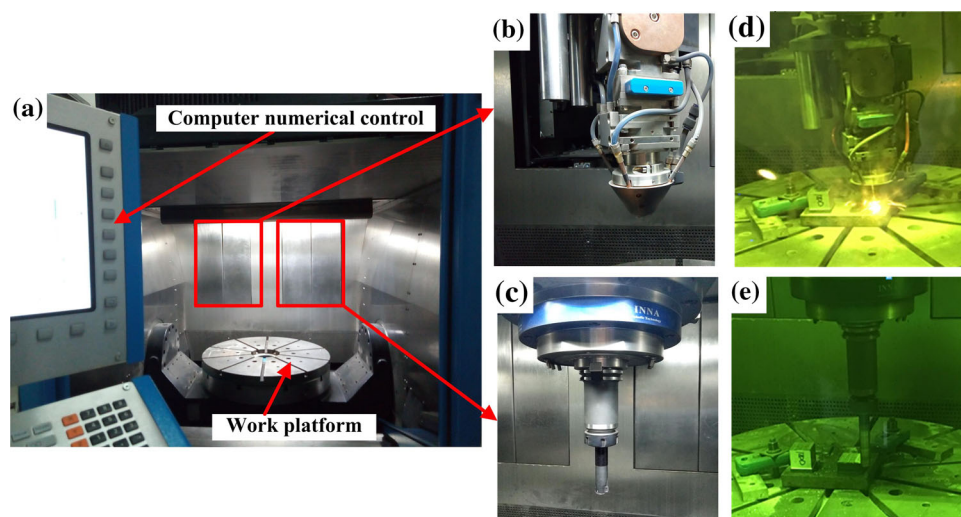 (a)
Computer numerical control
Work platform
(b)
(c)
INNA
(d)
(e)